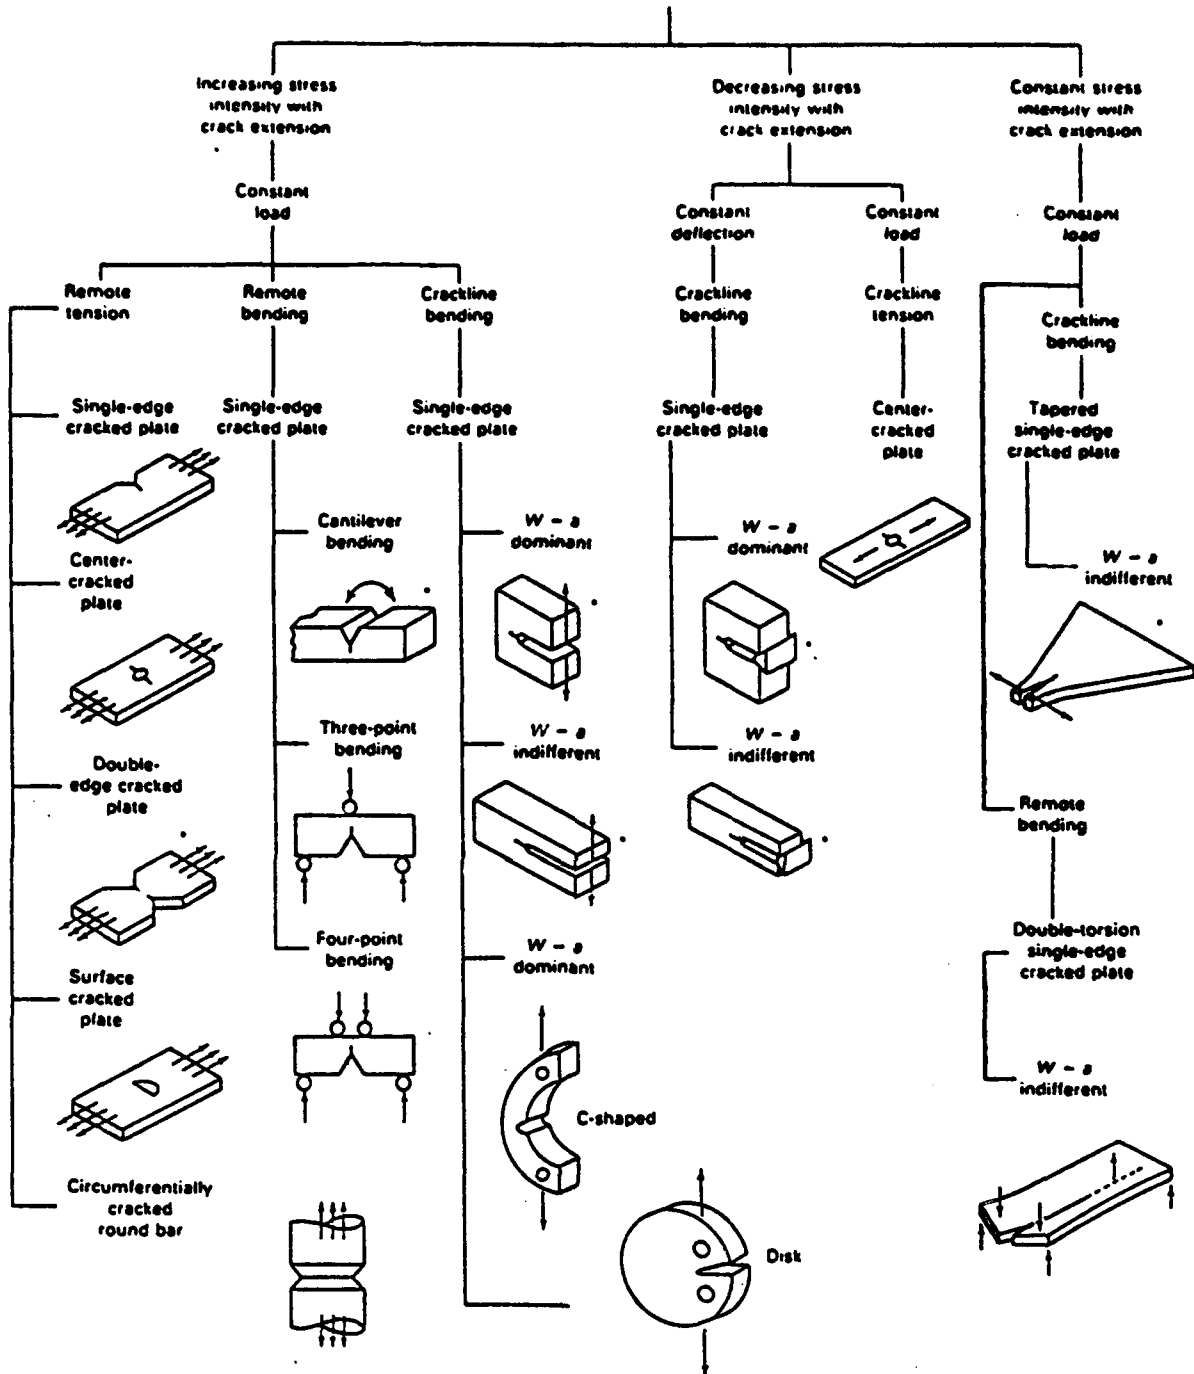 Increasing stress
intensity with
crack extension
Decreasing stress
intensity with
crack extension
Constant stress
intensity with
crack extension
Constant
load
Constant
deflection
Constant
load
Constant
load
Remote
tension
Remote
bending
Crackline
bending
Crackline
bending
Crackline
tension
Crackline
bending
Single-edge
cracked plate
Single-edge
cracked plate
Single-edge
cracked plate
Single-edge
cracked plate
Center-
cracked
plate
Tapered
single-edge
cracked plate
Cantilever
bending
W – a
dominant
W – a
dominant
W – a
indifferent
Center-
cracked
plate
Three-point
bending
W – a
indifferent
W – a
indifferent
Double-
edge cracked
plate
Remote
bending
Four-point
bending
W – a
dominant
Double-torsion
single-edge
cracked plate
Surface
cracked
plate
W – a
indifferent
C-shaped
Circumferentially
cracked
round bar
Disk